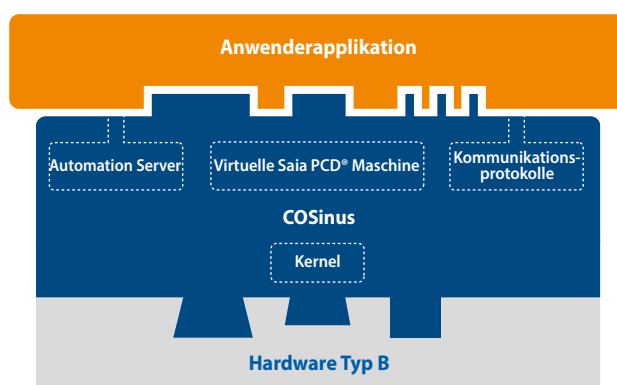 Anwenderapplikation
Automation Server
Virtuelle Saia PCD® Maschine
Kommunikations-
protokolle
COSinus
Kernel
Hardware Typ B